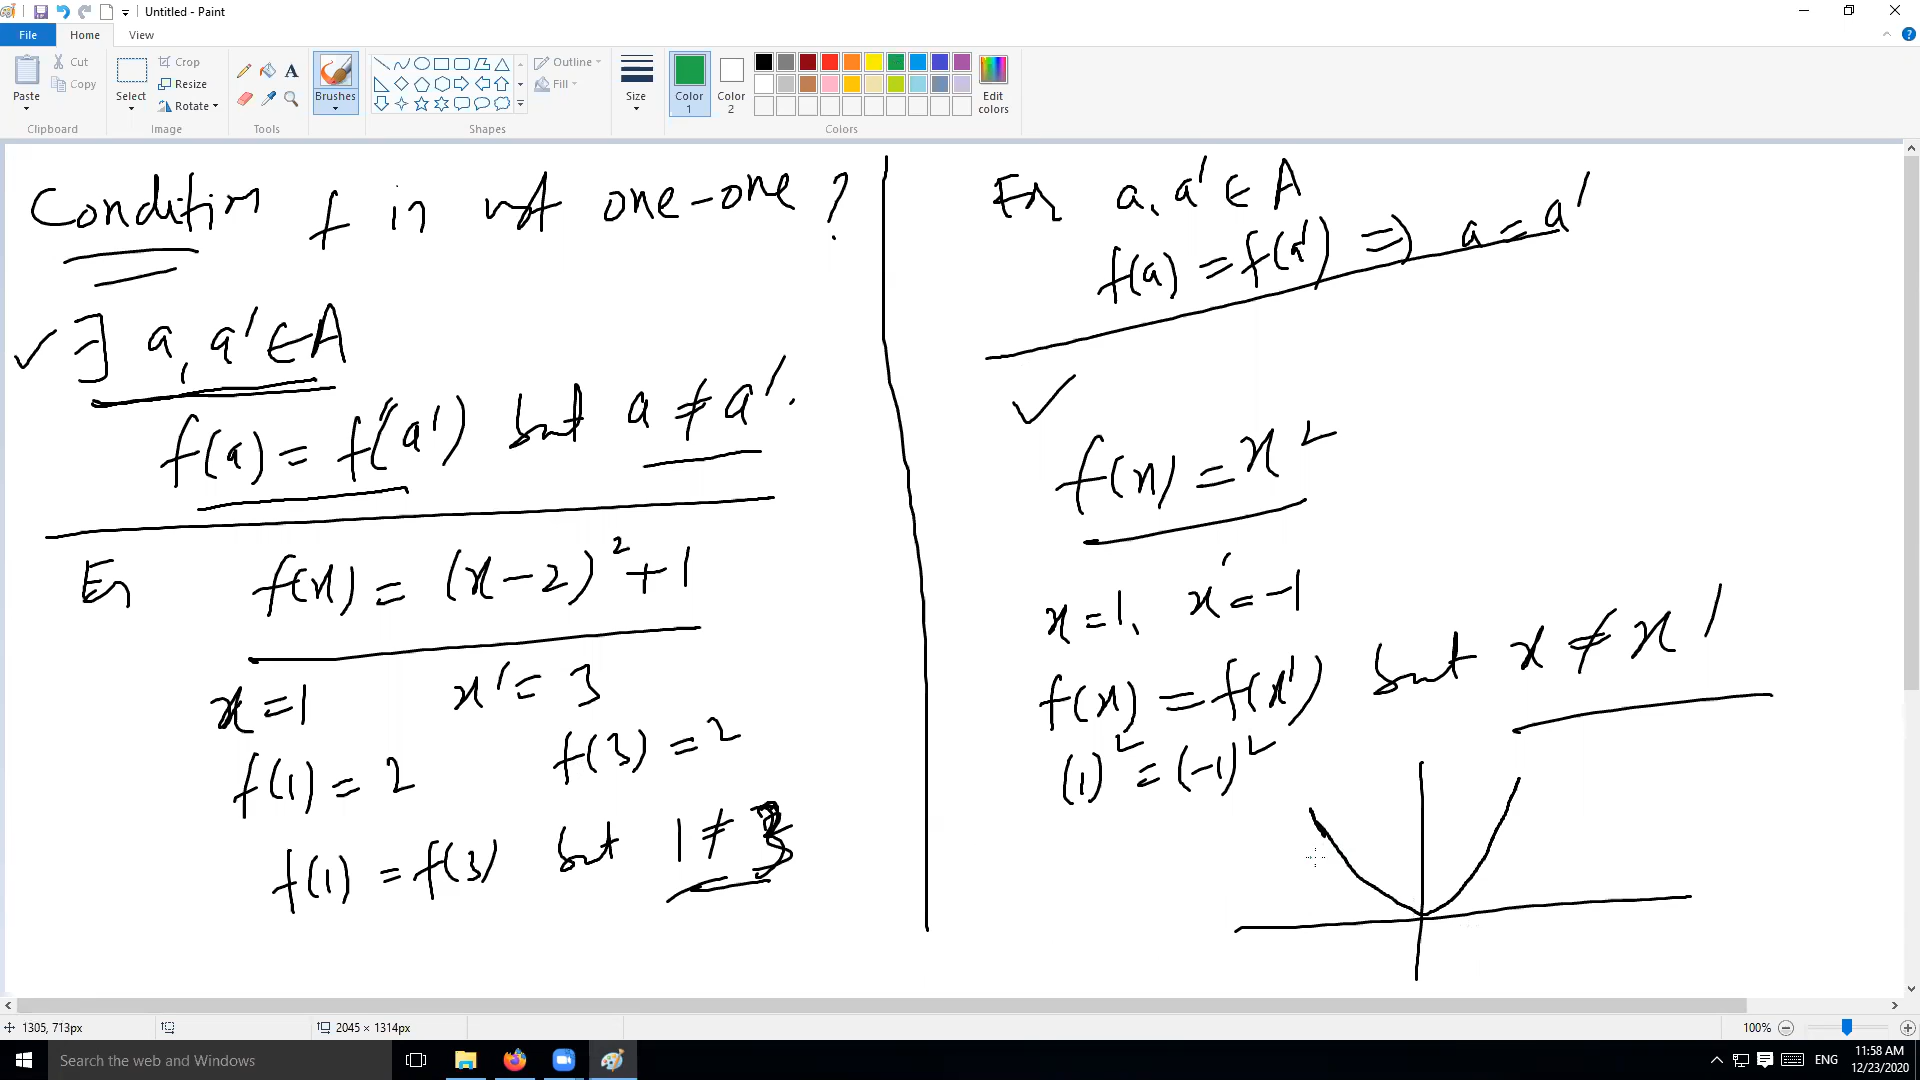 Untitled - Paint
File Home View
Paste Cut Copy Clipboard
Select Crop Resize Rotate Image
Tools
Brushes
Outline Fill Shapes
Size
Color 1 Color 2 Edit colors Colors
Condition f is not one-one?
✓ ∃ a, a' ∈ A
f(a) = f(a') but a ≠ a'.
Ex f(x) = (x-2)² + 1
x = 1 x' = 3
f(1) = 2 f(3) = 2
f(1) = f(3) but 1 ≠ 3
For a, a' ∈ A
f(a) = f(a') ⇒ a = a'
✓
f(x) = x²
x = 1, x' = -1
f(x) = f(x') but x ≠ x'
(1)² = (-1)²
1305, 713px 2045 × 1314px 100%
Search the web and Windows
ENG 11:58 AM
12/23/2020